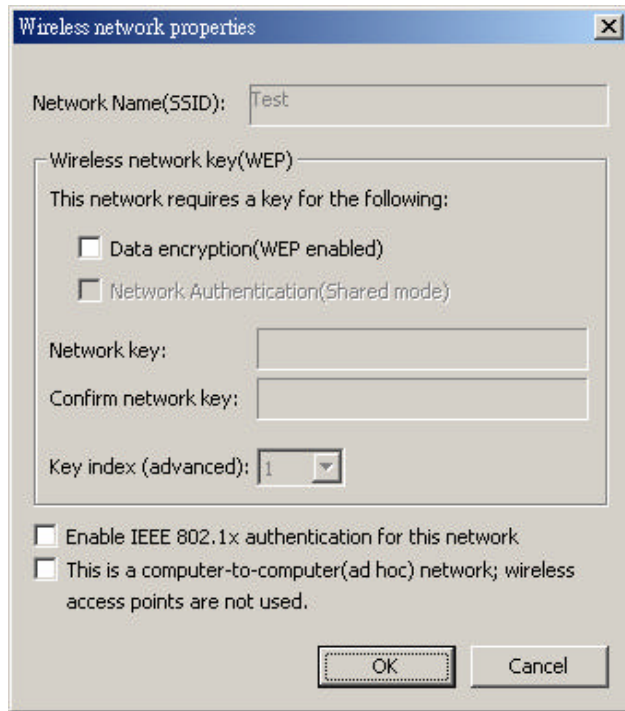 Wireless network properties
Network Name(SSID): Test
Wireless network key(WEP)
This network requires a key for the following:
Data encryption(WEP enabled)
Network Authentication(Shared mode)
Network key:
Confirm network key:
Key index (advanced): 1
Enable IEEE 802.1x authentication for this network
This is a computer-to-computer(ad hoc) network; wireless
access points are not used.
OK Cancel